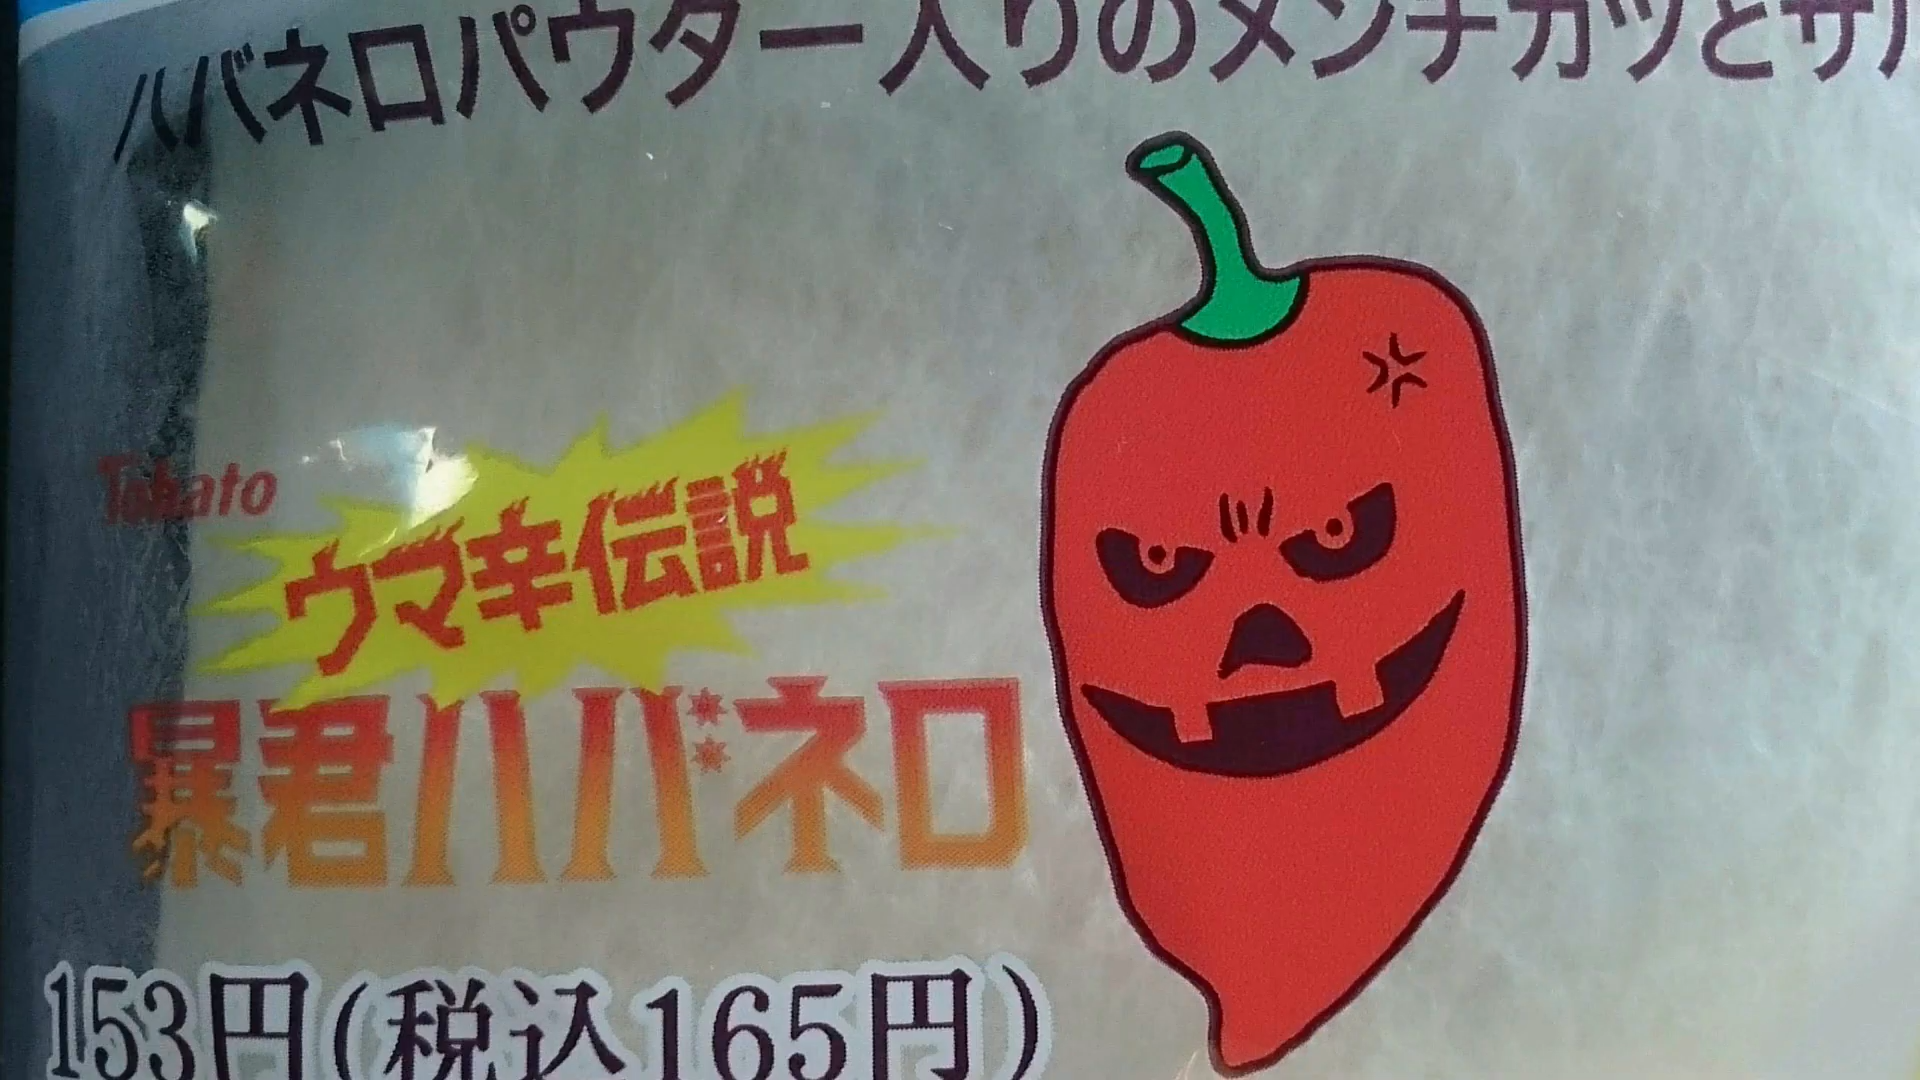 ハバネロパウダー入りのメンチカツとサル
Tohato
ウマ辛伝説
暴君ハバネロ
153円(税込165円)